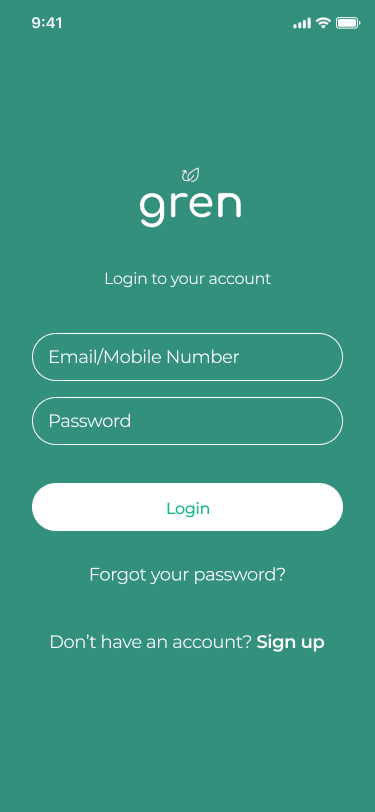 9:41
gren
Login to your account
Email/Mobile Number
Password
Login
Forgot your password?
Don’t have an account? Sign up